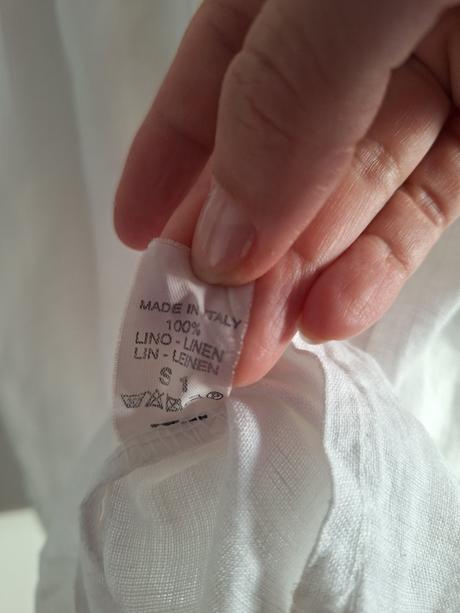 MADE IN ITALY
100%
LINO - LINEN
LIN - LEINEN
S 1